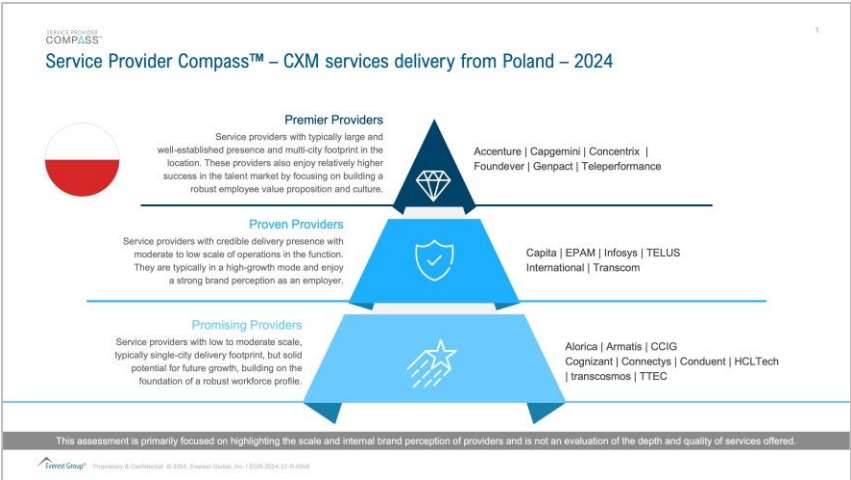 SERVICE PROVIDER
COMPASS™
1
Service Provider Compass™ – CXM services delivery from Poland – 2024
Premier Providers
Service providers with typically large and
well-established presence and multi-city footprint in the
location. These providers also enjoy relatively higher
success in the talent market by focusing on building a
robust employee value proposition and culture.
Accenture | Capgemini | Concentrix |
Foundever | Genpact | Teleperformance
Proven Providers
Service providers with credible delivery presence with
moderate to low scale of operations in the function.
They are typically in a high-growth mode and enjoy
a strong brand perception as an employer.
Capita | EPAM | Infosys | TELUS
International | Transcom
Promising Providers
Service providers with low to moderate scale,
typically single-city delivery footprint, but solid
potential for future growth, building on the
foundation of a robust workforce profile.
Alorica | Armatis | CCIG
Cognizant | Connectys | Conduent | HCLTech
| transcosmos | TTEC
This assessment is primarily focused on highlighting the scale and internal brand perception of providers and is not an evaluation of the depth and quality of services offered.
Everest Group® Proprietary & Confidential. © 2024, Everest Global, Inc. |